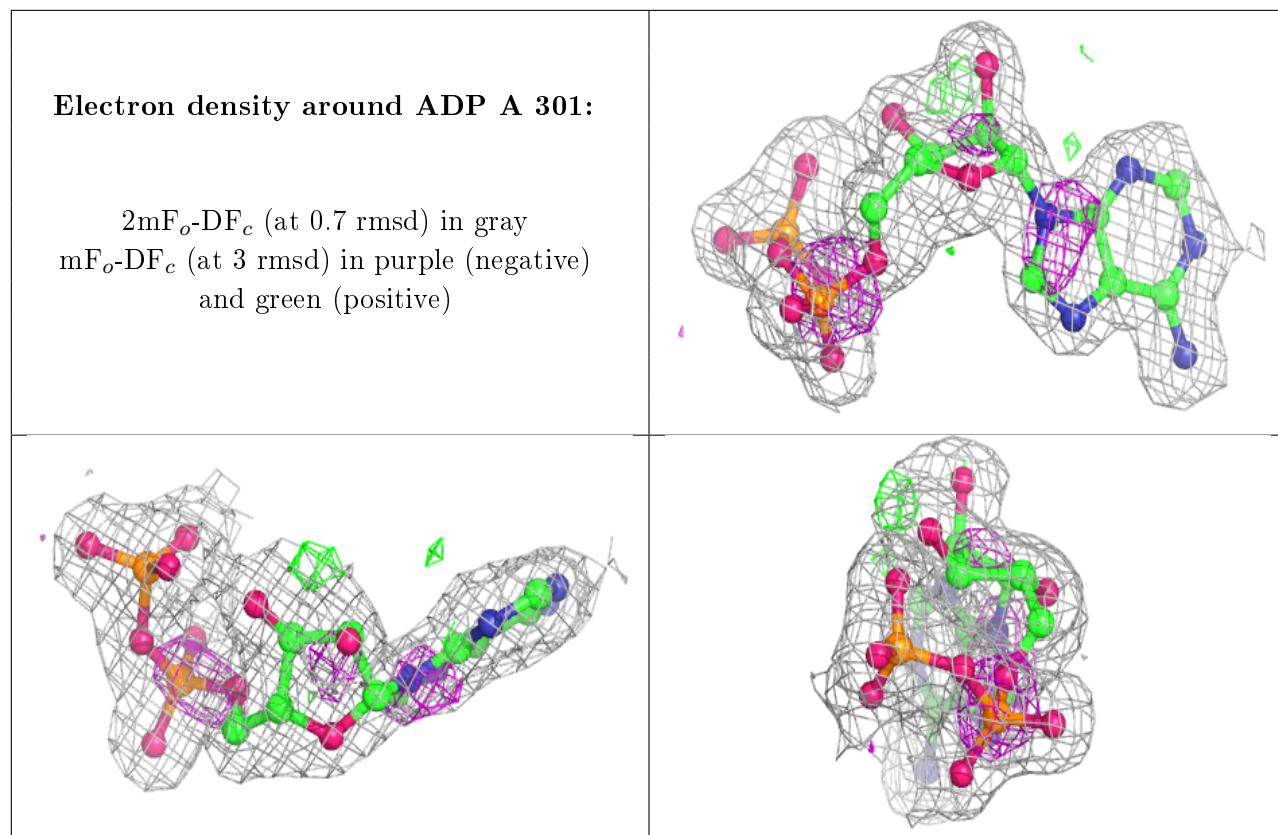 Electron density around ADP A 301:
2mFₒ-DF𝒸 (at 0.7 rmsd) in gray
mFₒ-DF𝒸 (at 3 rmsd) in purple (negative)
and green (positive)